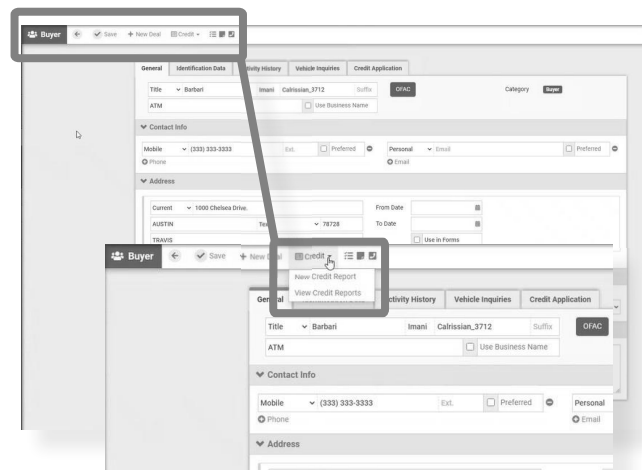 Buyer Save + New Deal Credit
General Identification Data ivity History Vehicle Inquiries Credit Application
Title Barbari Imani Calrissian_3712 Suffix OFAC Category Buyer
ATM Use Business Name
Contact Info
Mobile (333) 333-3333 Ext. Preferred Personal Email Preferred
Phone Email
Address
Current 1000 Chelsea Drive. From Date
AUSTIN Te 78728 To Date
TRAVIS Use in Forms
Buyer Save + New Deal Credit
New Credit Report
View Credit Reports
General ctivity History Vehicle Inquiries Credit Application
Title Barbari Imani Calrissian_3712 Suffix OFAC
ATM Use Business Name
Contact Info
Mobile (333) 333-3333 Ext. Preferred Personal
Phone Email
Address